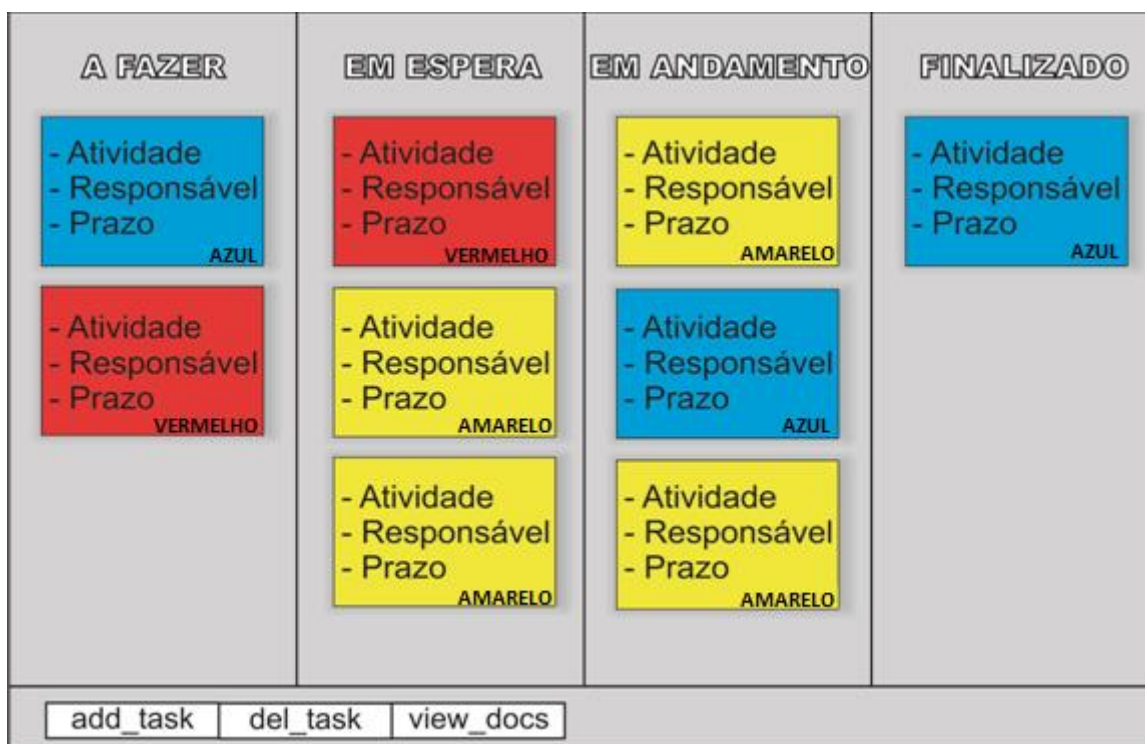 A FAZER
- Atividade
- Responsável
- Prazo
AZUL
- Atividade
- Responsável
- Prazo
VERMELHO
EM ESPERA
- Atividade
- Responsável
- Prazo
VERMELHO
- Atividade
- Responsável
- Prazo
AMARELO
- Atividade
- Responsável
- Prazo
AMARELO
EM ANDAMENTO
- Atividade
- Responsável
- Prazo
AMARELO
- Atividade
- Responsável
- Prazo
AZUL
- Atividade
- Responsável
- Prazo
AMARELO
FINALIZADO
- Atividade
- Responsável
- Prazo
AZUL
add_task del_task view_docs